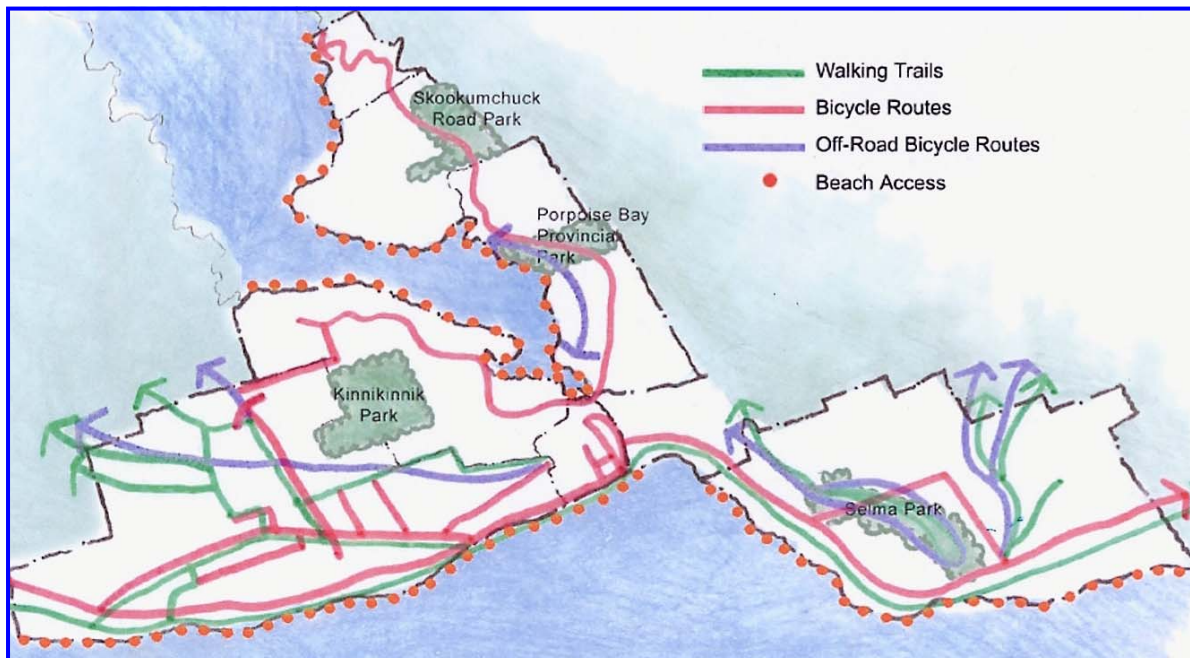 Walking Trails
Bicycle Routes
Off-Road Bicycle Routes
Beach Access
Skookumchuck
Road Park
Porpoise Bay
Provincial
Park
Kinnikinnik
Park
Selma Park